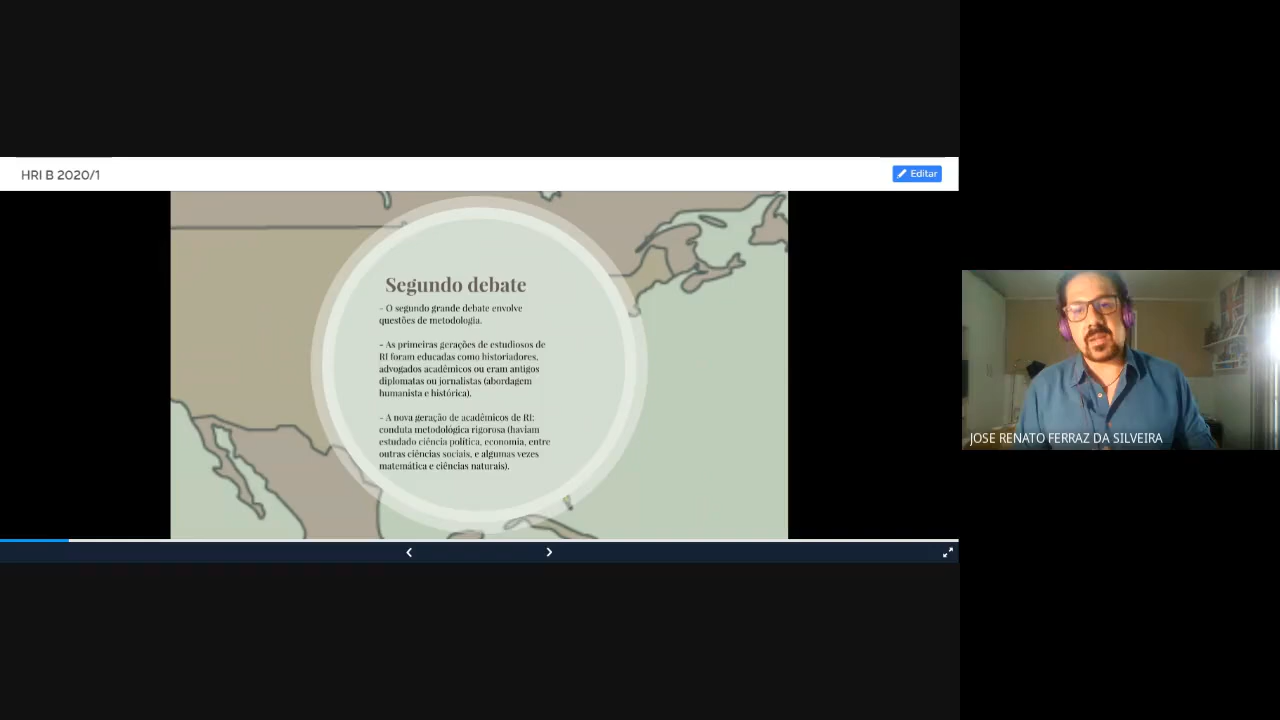 HRI B 2020/1
Editar
Segundo debate
- O segundo grande debate envolve
questões de metodologia.
- As primeiras gerações de estudiosos de
RI foram educadas como historiadores,
advogados acadêmicos ou eram antigos
diplomatas ou jornalistas (abordagem
humanista e histórica).
- A nova geração de acadêmicos de RI:
conduta metodológica rigorosa (haviam
estudado ciência política, economia, entre
outras ciências sociais, e algumas vezes
matemática e ciências naturais).
JOSE RENATO FERRAZ DA SILVEIRA